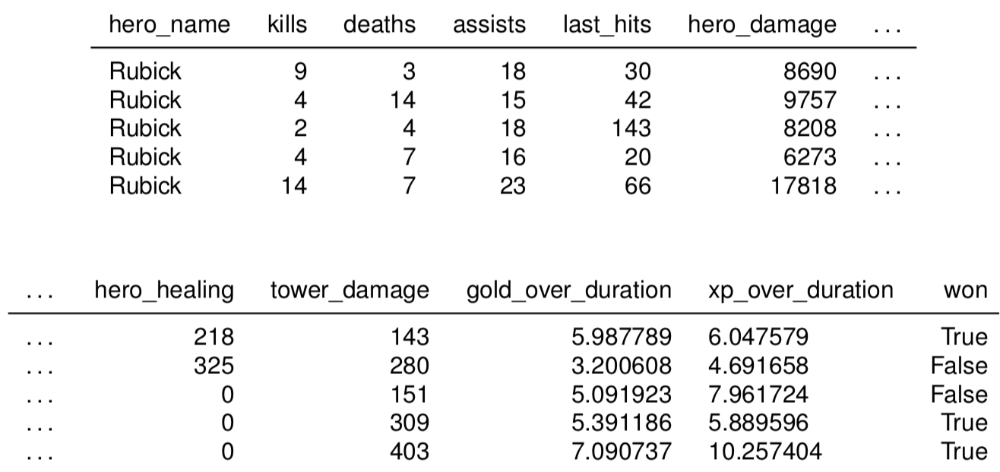 hero_name kills deaths assists last_hits hero_damage ...
Rubick 9 3 18 30 8690 ...
Rubick 4 14 15 42 9757 ...
Rubick 2 4 18 143 8208 ...
Rubick 4 7 16 20 6273 ...
Rubick 14 7 23 66 17818 ...
... hero_healing tower_damage gold_over_duration xp_over_duration won
... 218 143 5.987789 6.047579 True
... 325 280 3.200608 4.691658 False
... 0 151 5.091923 7.961724 False
... 0 309 5.391186 5.889596 True
... 0 403 7.090737 10.257404 True